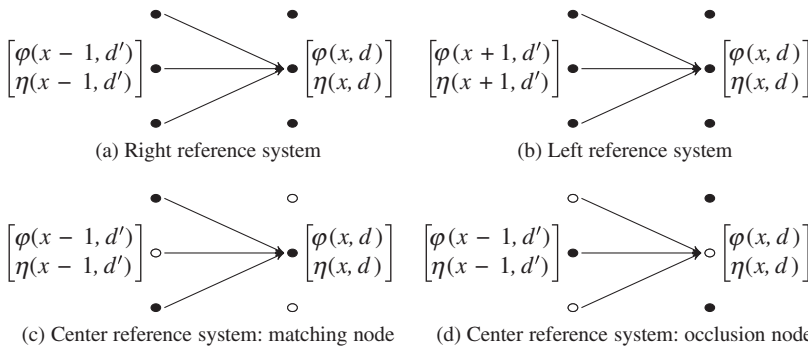 φ(x − 1, d′) φ(x, d) φ(x + 1, d′) φ(x, d)
η(x − 1, d′) η(x, d) η(x + 1, d′) η(x, d)
(a) Right reference system (b) Left reference system
φ(x − 1, d′) φ(x, d) φ(x − 1, d′) φ(x, d)
η(x − 1, d′) η(x, d) η(x − 1, d′) η(x, d)
(c) Center reference system: matching node (d) Center reference system: occlusion node